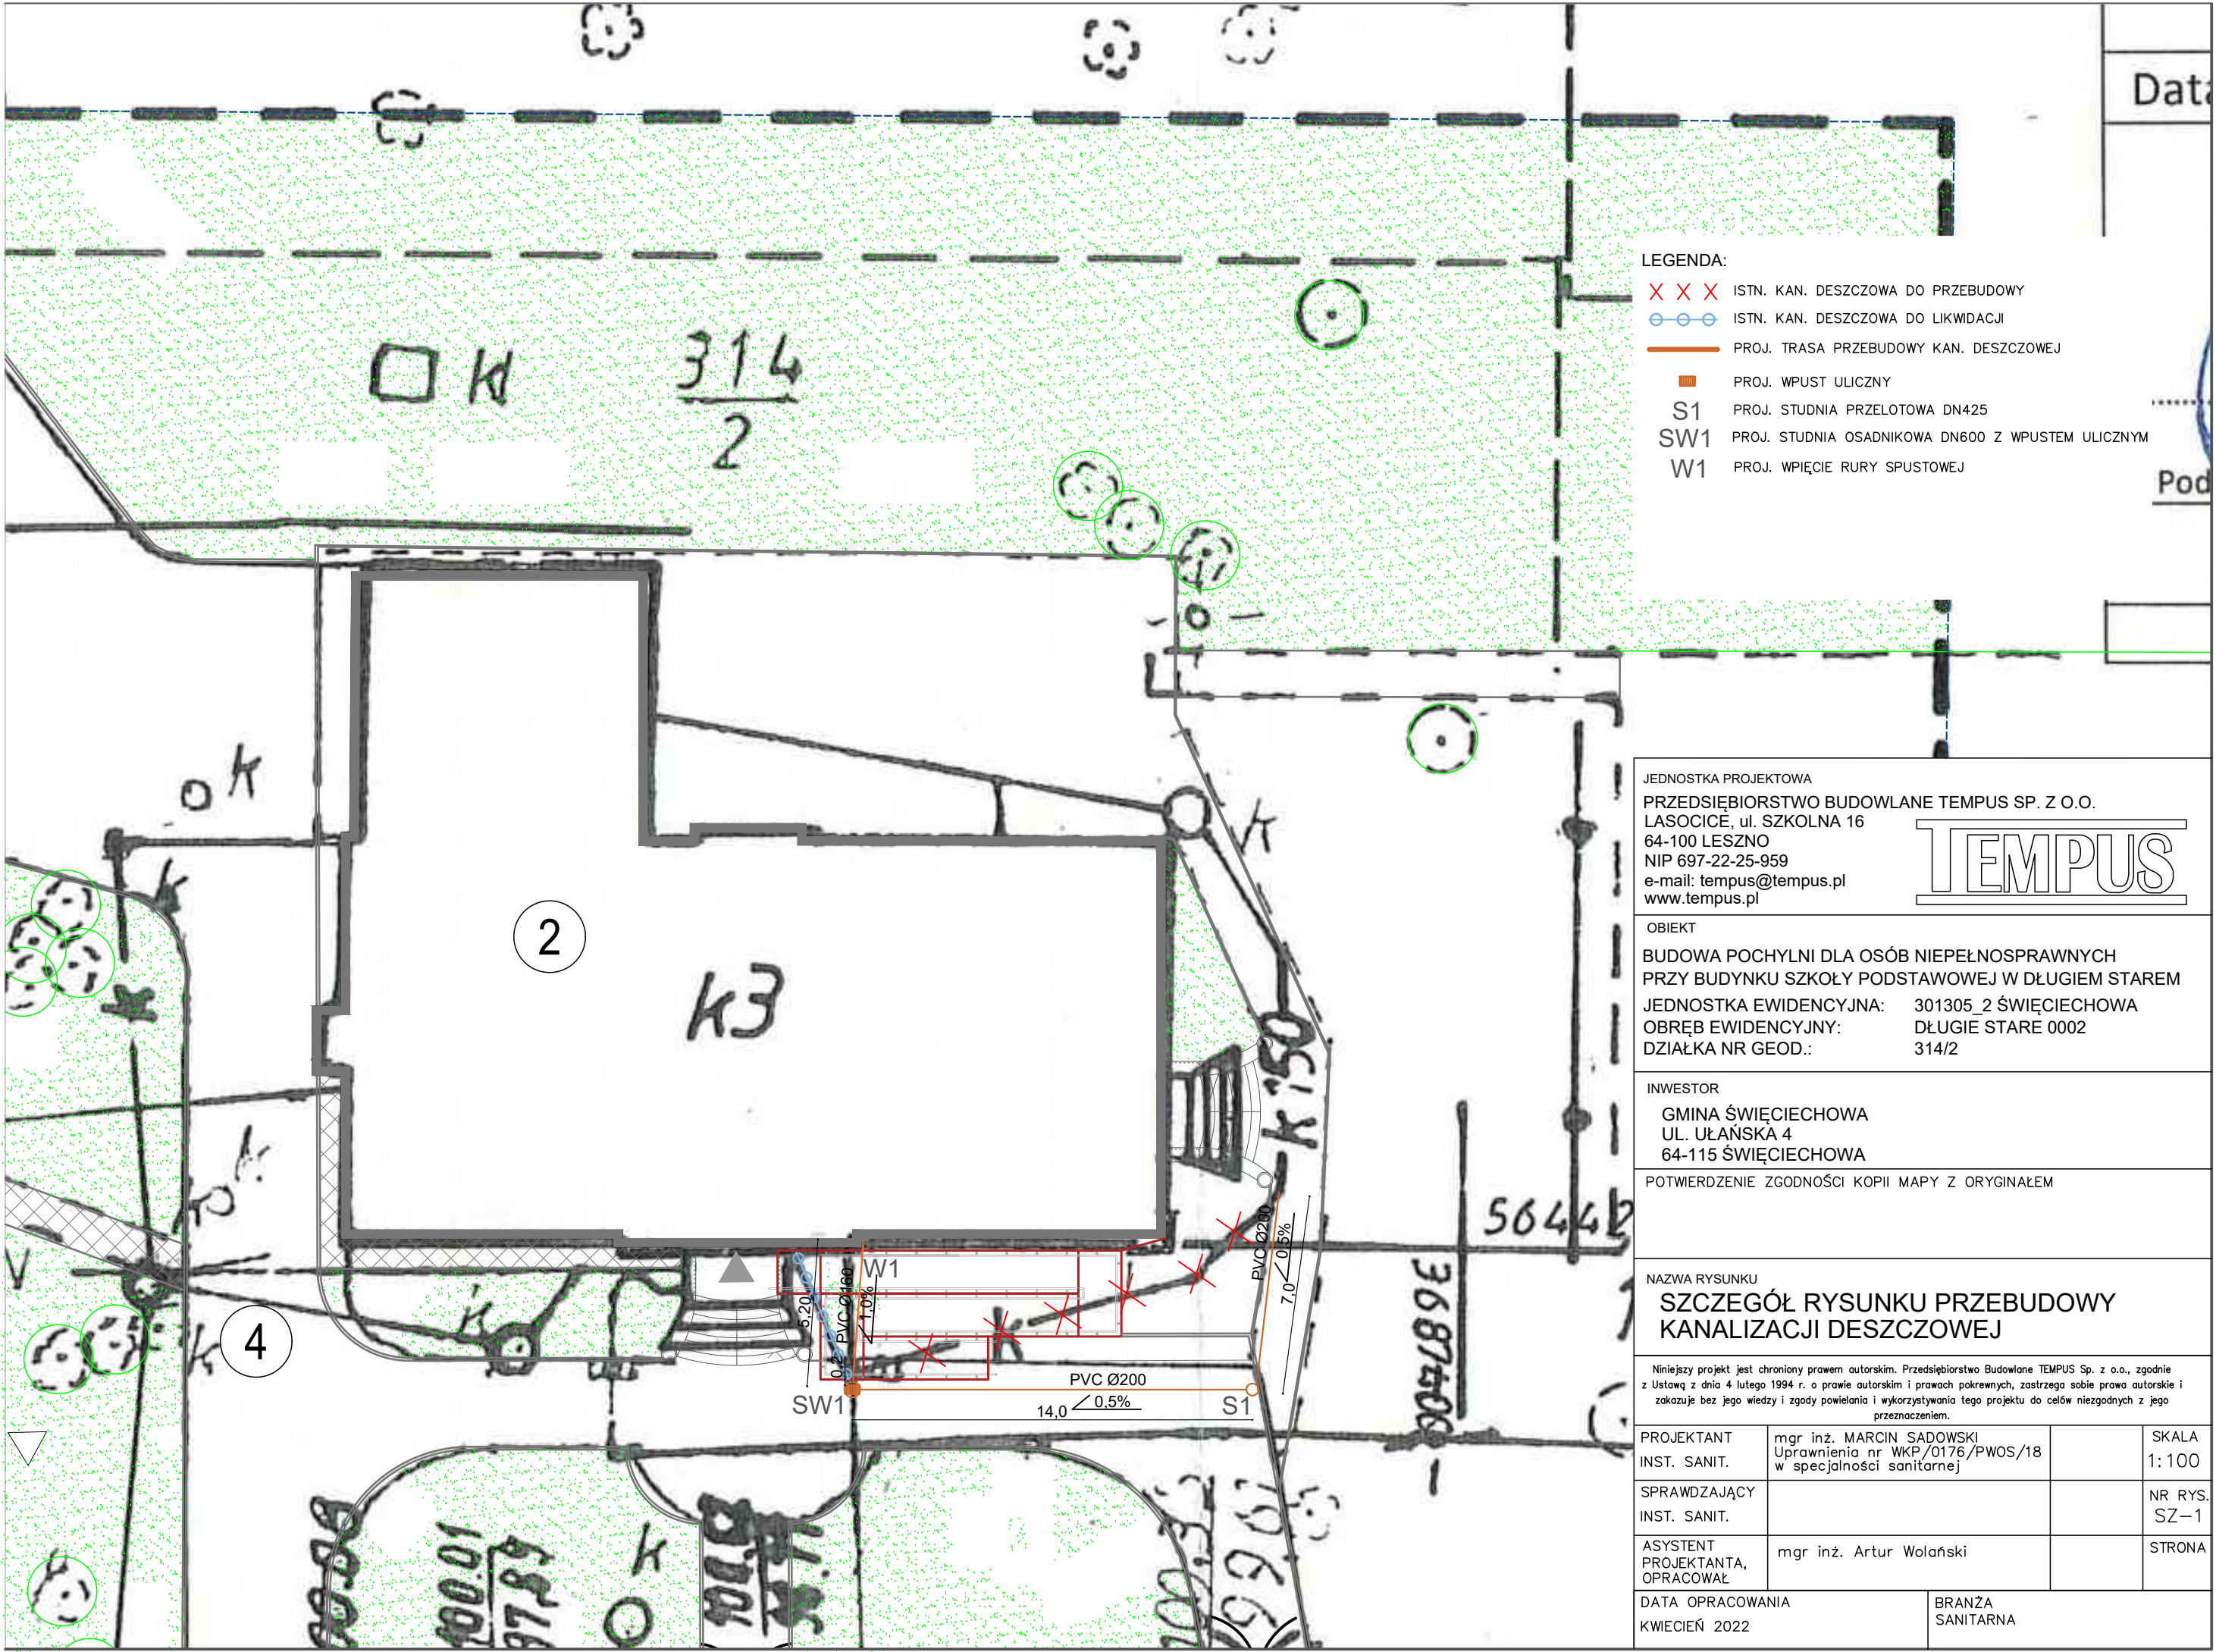 Pod
LEGENDA:
X X X ISTN. KAN. DESZCZOWA DO PRZEBUDOWY
ISTN. KAN. DESZCZOWA DO LIKWIDACJI
PROJ. TRASA PRZEBUDOWY KAN. DESZCZOWEJ
PROJ. WPUST ULICZNY
S1 PROJ. STUDNIA PRZELOTOWA DN425
SW1 PROJ. STUDNIA OSADNIKOWA DN600 Z WPUSTEM ULICZNYM
W1 PROJ. WPIĘCIE RURY SPUSTOWEJ
k
314
2
k
k
k
2
k3
k150
4
k
k
56442
3687400
W1
5,20
PVC Ø160
1,0%
0,2
SW1
PVC Ø200
14,0
0,5%
S1
PVC Ø200
0,5%
7,0
k
JEDNOSTKA PROJEKTOWA
PRZEDSIĘBIORSTWO BUDOWLANE TEMPUS SP. Z O.O.
LASOCICE, ul. SZKOLNA 16
64-100 LESZNO
NIP 697-22-25-959
e-mail: tempus@tempus.pl
www.tempus.pl
TEMPUS
OBIEKT
BUDOWA POCHYLNI DLA OSÓB NIEPEŁNOSPRAWNYCH
PRZY BUDYNKU SZKOŁY PODSTAWOWEJ W DŁUGIEM STAREM
JEDNOSTKA EWIDENCYJNA: 301305_2 ŚWIĘCIECHOWA
OBRĘB EWIDENCYJNY: DŁUGIE STARE 0002
DZIAŁKA NR GEOD.: 314/2
INWESTOR
GMINA ŚWIĘCIECHOWA
UL. UŁAŃSKA 4
64-115 ŚWIĘCIECHOWA
POTWIERDZENIE ZGODNOŚCI KOPII MAPY Z ORYGINAŁEM
NAZWA RYSUNKU
SZCZEGÓŁ RYSUNKU PRZEBUDOWY
KANALIZACJI DESZCZOWEJ
Niniejszy projekt jest chroniony prawem autorskim. Przedsiębiorstwo Budowlane TEMPUS Sp. z o.o., zgodnie
z Ustawą z dnia 4 lutego 1994 r. o prawie autorskim i prawach pokrewnych, zastrzega sobie prawa autorskie i
zakazuje bez jego wiedzy i zgody powielania i wykorzystywania tego projektu do celów niezgodnych z jego
przeznaczeniem.
PROJEKTANT
INST. SANIT.
mgr inż. MARCIN SADOWSKI
Uprawnienia nr WKP/0176/PWOS/18
w specjalności sanitarnej
SKALA
1:100
SPRAWDZAJĄCY
INST. SANIT.
NR RYS.
SZ-1
ASYSTENT
PROJEKTANTA,
OPRACOWAŁ
mgr inż. Artur Wolański
STRONA
DATA OPRACOWANIA
KWIECIEŃ 2022
BRANŻA
SANITARNA